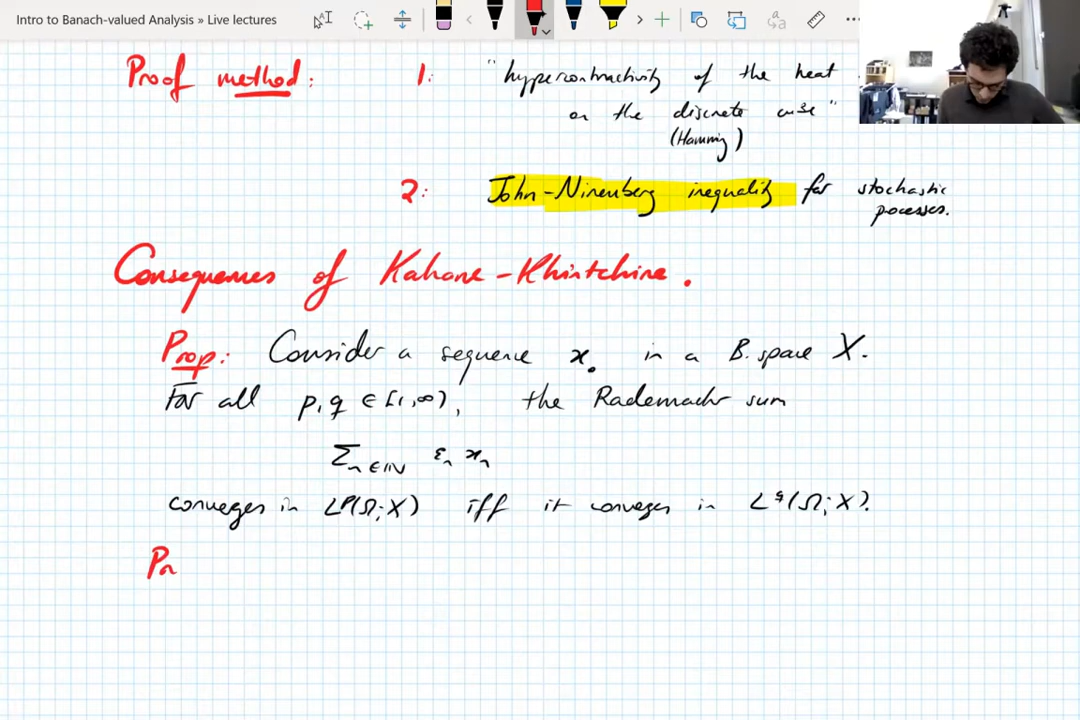 Intro to Banach-valued Analysis » Live lectures
Proof method: 1: "hypercontractivity of the heat
on the discrete cube"
(Hamming)
2: John-Nirenberg inequality for stochastic
processes.
Consequences of Kahane-Khintchine.
Prop: Consider a sequence x. in a B. space X.
For all p, q ∈ [1,∞), the Rademacher sum
Σn∈ℕ εn xn
converges in Lᵖ(Ω; X) iff it converges in L^q(Ω; X).